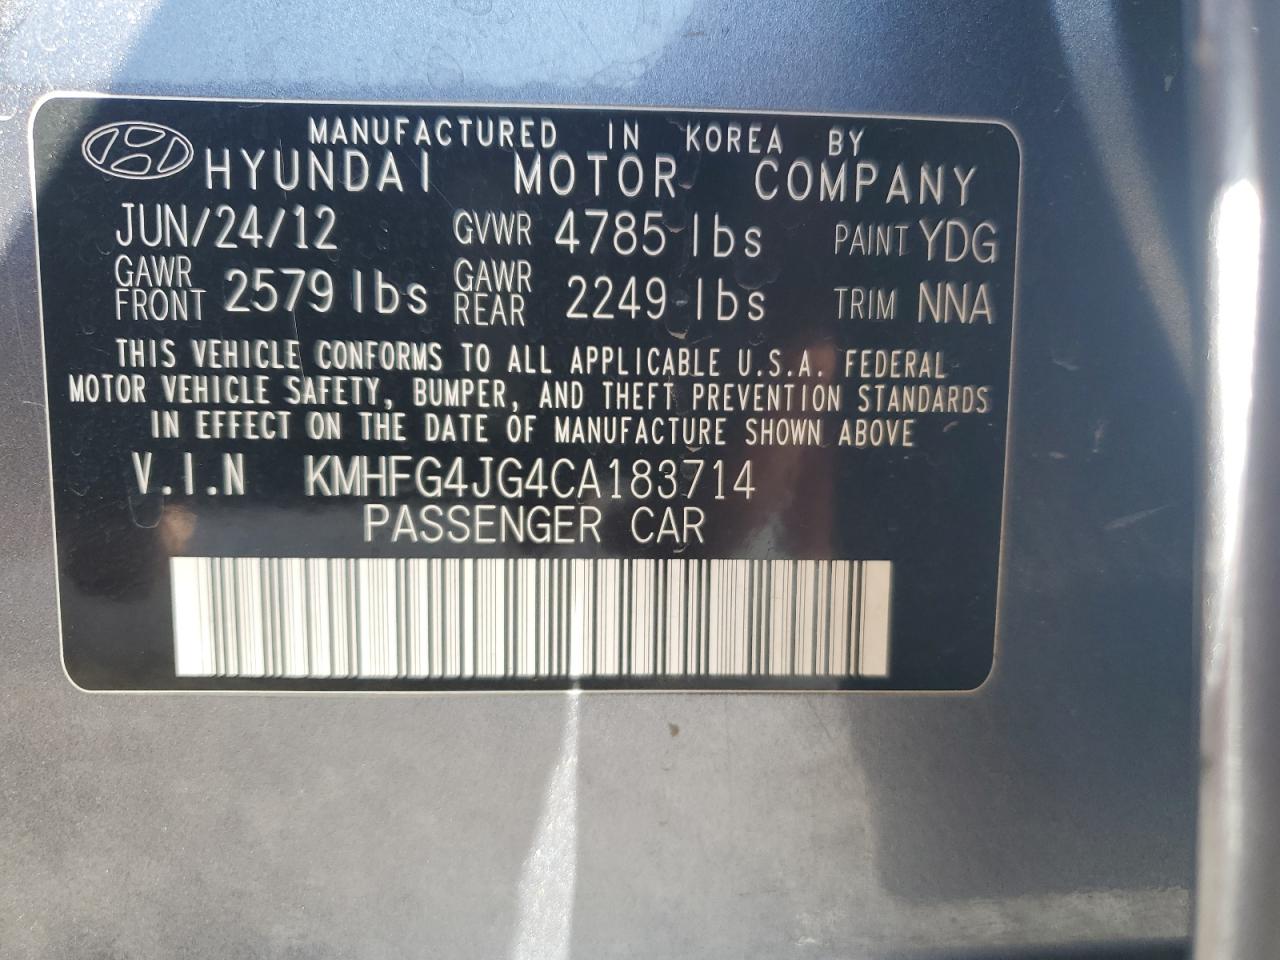 MANUFACTURED IN KOREA BY
HYUNDAI MOTOR COMPANY
JUN/24/12 GVWR 4785 lbs PAINT YDG
GAWR FRONT 2579 lbs GAWR REAR 2249 lbs TRIM NNA
THIS VEHICLE CONFORMS TO ALL APPLICABLE U.S.A. FEDERAL
MOTOR VEHICLE SAFETY, BUMPER, AND THEFT PREVENTION STANDARDS
IN EFFECT ON THE DATE OF MANUFACTURE SHOWN ABOVE
V.I.N KMHFG4JG4CA183714
PASSENGER CAR